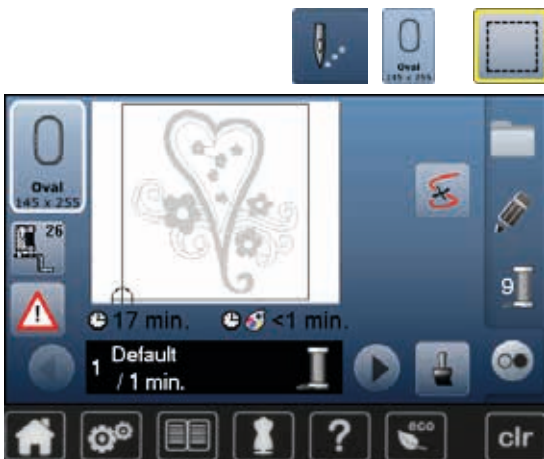 Oval
145 x 255
Oval
145 x 255
26
17 min.
<1 min.
9
1 Default
/ 1 min.
?
eco
clr